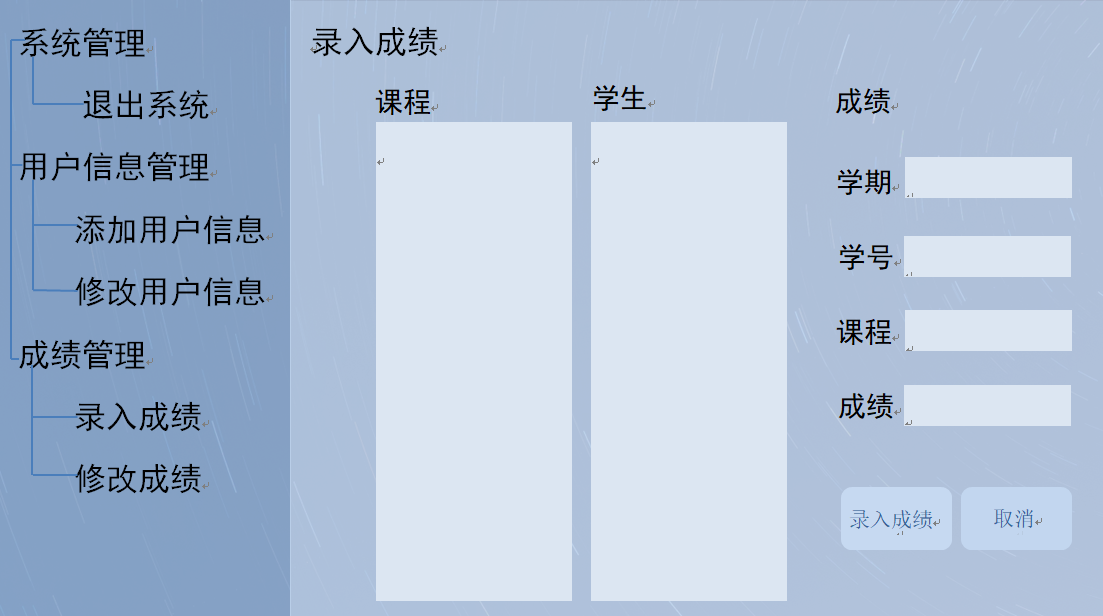 系统管理
退出系统
用户信息管理
添加用户信息
修改用户信息
成绩管理
录入成绩
修改成绩
录入成绩
课程
学生
成绩
学期
学号
课程
成绩
录入成绩
取消